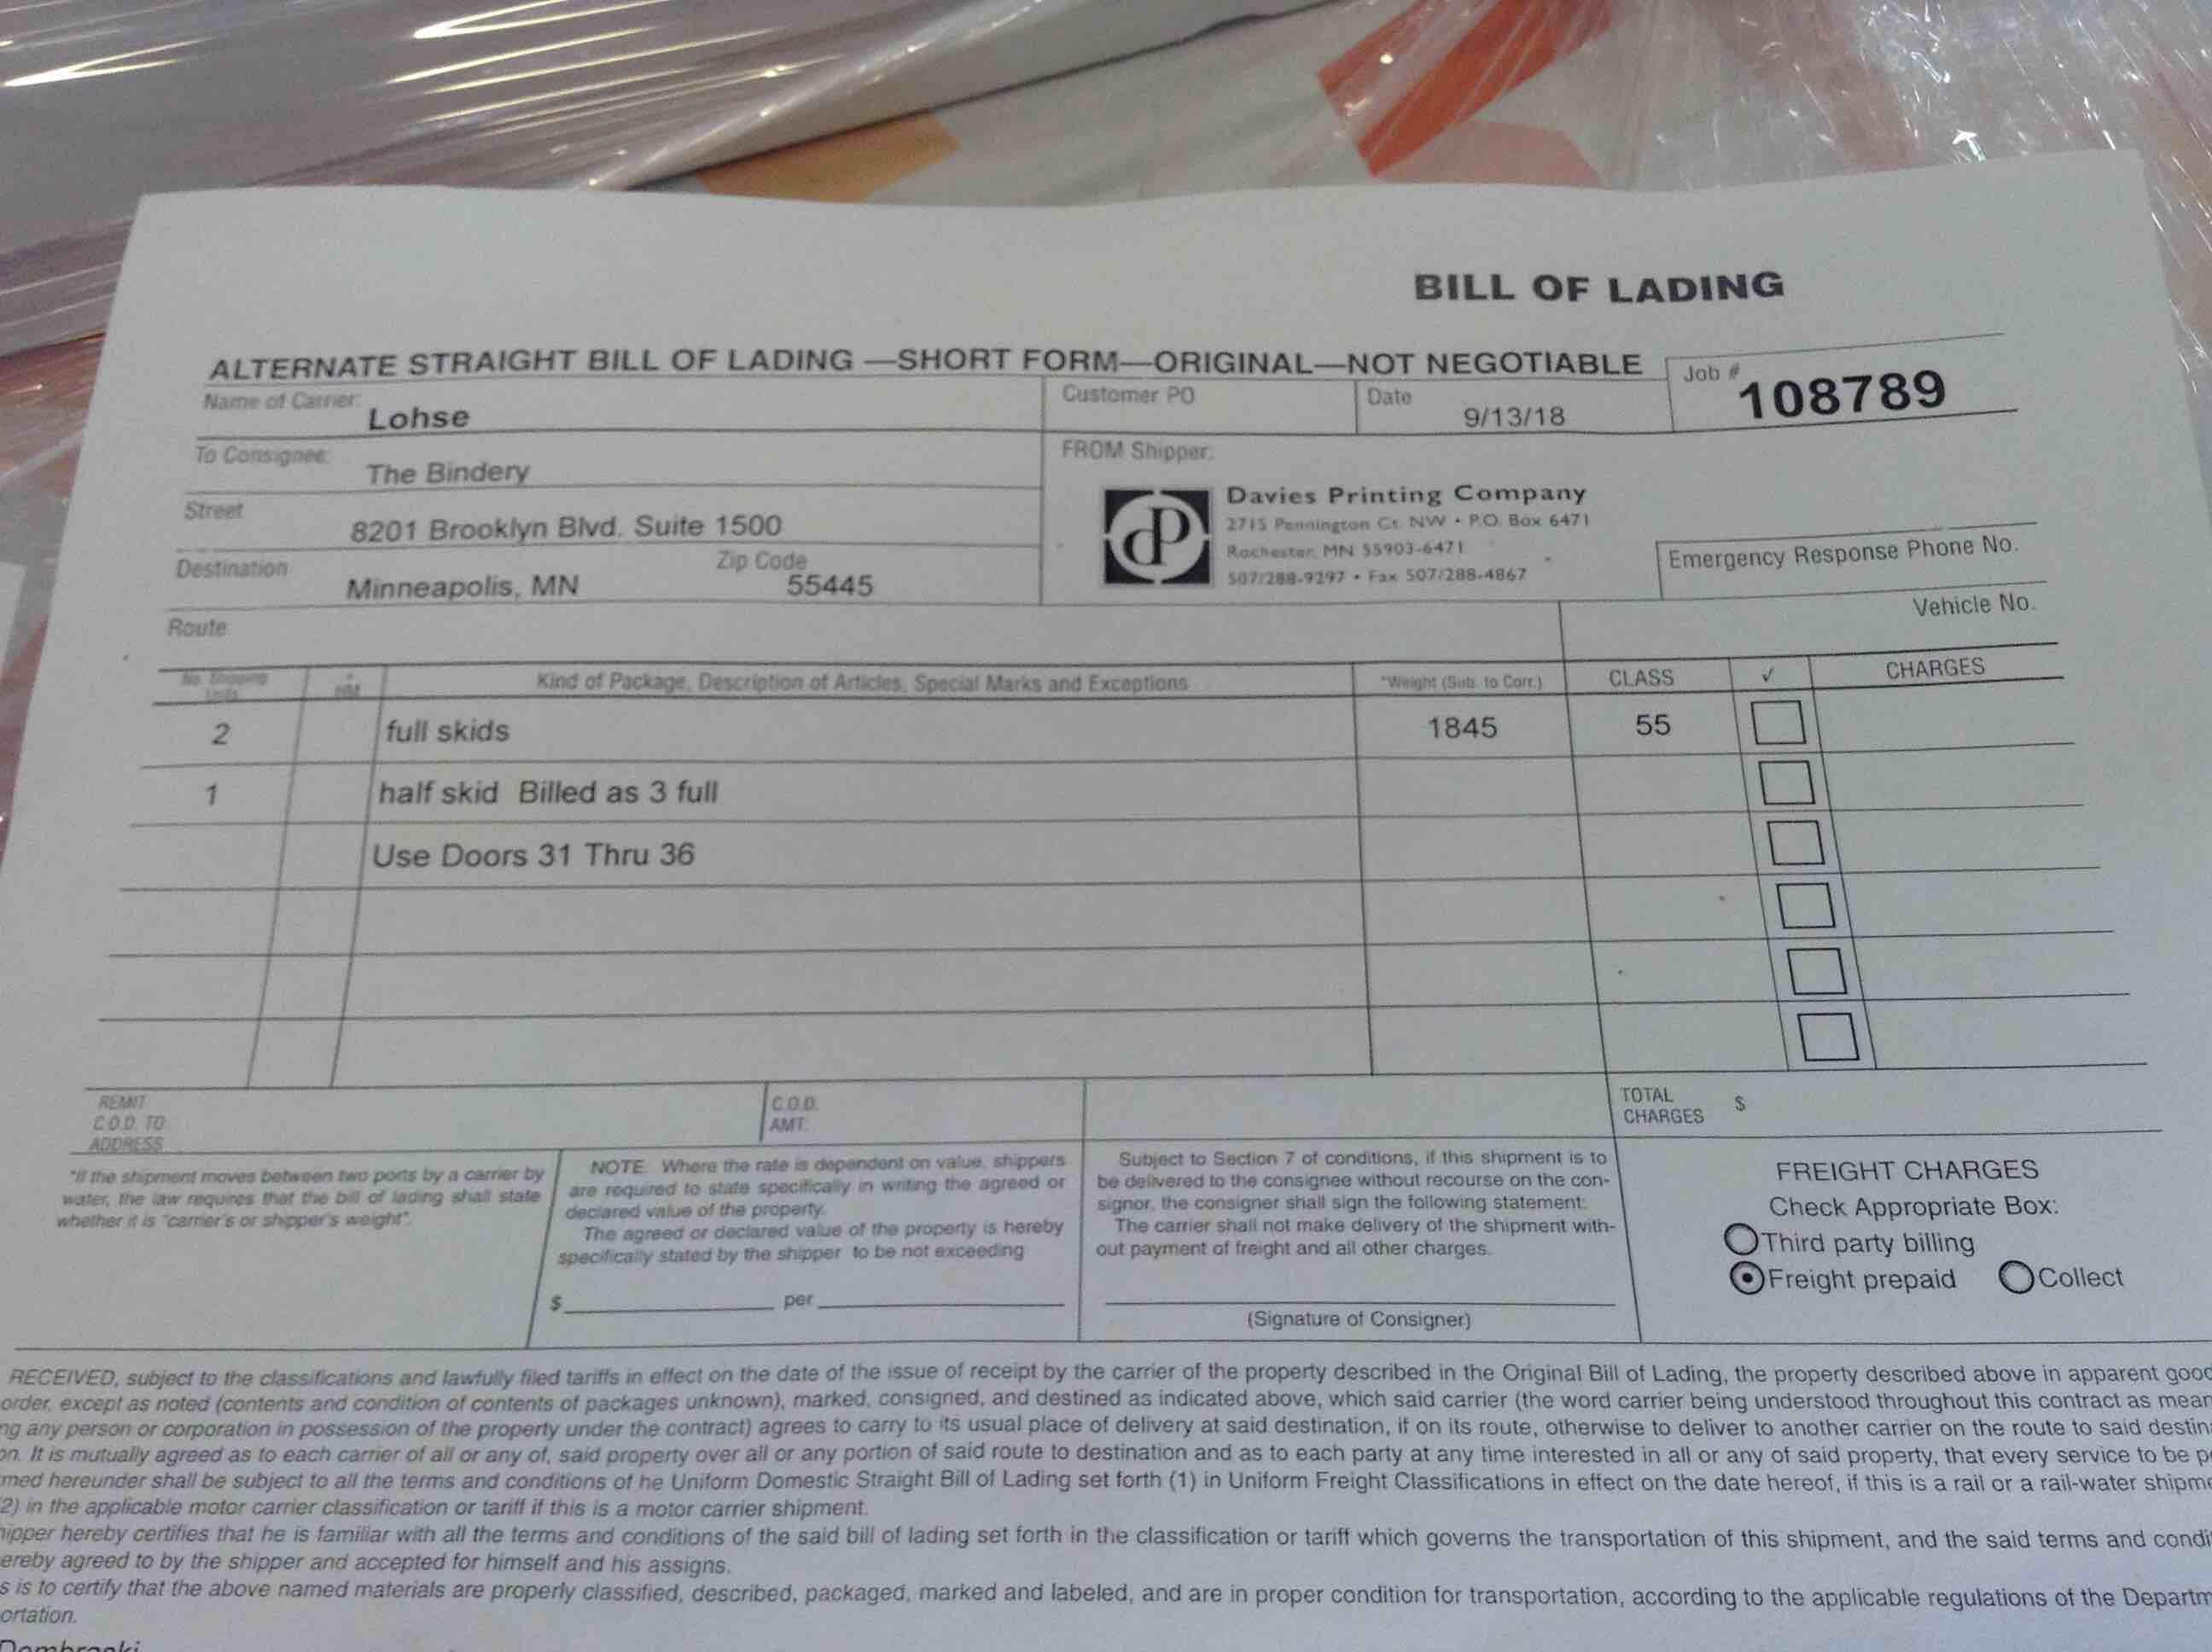 BILL OF LADING
ALTERNATE STRAIGHT BILL OF LADING —SHORT FORM—ORIGINAL—NOT NEGOTIABLE
Job # 108789
Name of Carrier: Lohse
Customer PO
Date 9/13/18
To Consignee: The Bindery
FROM Shipper:
Street 8201 Brooklyn Blvd. Suite 1500
Destination Minneapolis, MN
Zip Code 55445
dP
Davies Printing Company
2715 Pennington Ct. NW • P.O. Box 6471
Rochester, MN 55903-6471
507/288-9297 • Fax 507/288-4867
Emergency Response Phone No.
Route
Vehicle No.
No. Shipping Units
* HM
Kind of Package, Description of Articles, Special Marks and Exceptions
*Weight (Sub. to Corr.)
CLASS
✓
CHARGES
2 full skids 1845 55
1 half skid Billed as 3 full
Use Doors 31 Thru 36
REMIT
C.O.D. TO
ADDRESS
C.O.D.
AMT:
TOTAL
CHARGES $
"If the shipment moves between two ports by a carrier by
water, the law requires that the bill of lading shall state
whether it is "carrier's or shipper's weight".
NOTE: Where the rate is dependent on value, shippers
are required to state specifically in writing the agreed or
declared value of the property.
The agreed or declared value of the property is hereby
specifically stated by the shipper to be not exceeding
$ per
Subject to Section 7 of conditions, if this shipment is to
be delivered to the consignee without recourse on the con-
signor, the consigner shall sign the following statement:
The carrier shall not make delivery of the shipment with-
out payment of freight and all other charges.
(Signature of Consigner)
FREIGHT CHARGES
Check Appropriate Box:
Third party billing
Freight prepaid Collect
RECEIVED, subject to the classifications and lawfully filed tariffs in effect on the date of the issue of receipt by the carrier of the property described in the Original Bill of Lading, the property described above in apparent good
order, except as noted (contents and condition of contents of packages unknown), marked, consigned, and destined as indicated above, which said carrier (the word carrier being understood throughout this contract as mean
ng any person or corporation in possession of the property under the contract) agrees to carry to its usual place of delivery at said destination, if on its route, otherwise to deliver to another carrier on the route to said destin
on. It is mutually agreed as to each carrier of all or any of, said property over all or any portion of said route to destination and as to each party at any time interested in all or any of said property, that every service to be p
med hereunder shall be subject to all the terms and conditions of he Uniform Domestic Straight Bill of Lading set forth (1) in Uniform Freight Classifications in effect on the date hereof, if this is a rail or a rail-water shipme
2) in the applicable motor carrier classification or tariff if this is a motor carrier shipment.
hipper hereby certifies that he is familiar with all the terms and conditions of the said bill of lading set forth in the classification or tariff which governs the transportation of this shipment, and the said terms and condi
ereby agreed to by the shipper and accepted for himself and his assigns.
s is to certify that the above named materials are properly classified, described, packaged, marked and labeled, and are in proper condition for transportation, according to the applicable regulations of the Departm
ortation.